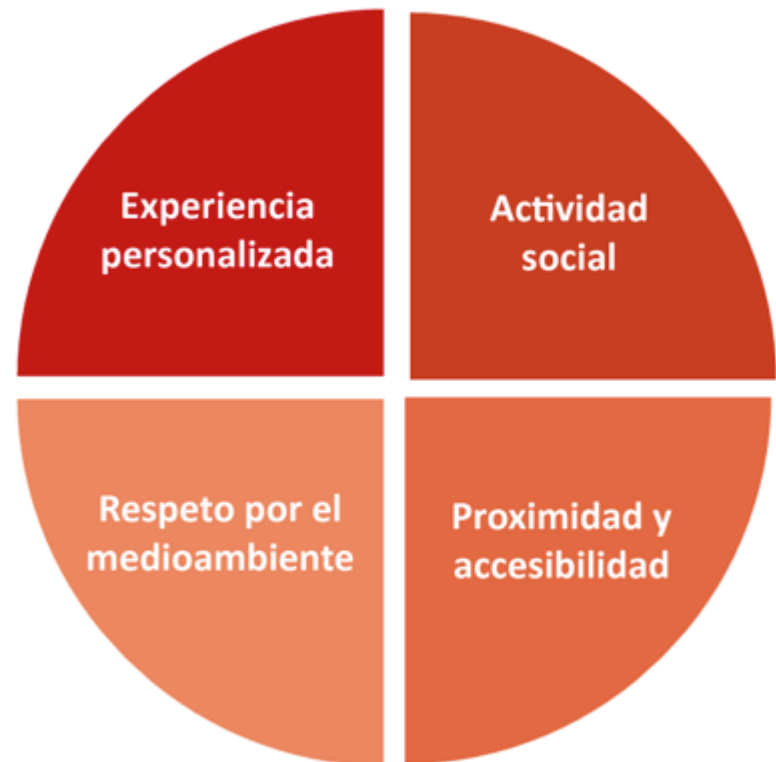 Experiencia
personalizada
Actividad
social
Respeto por el
medioambiente
Proximidad y
accesibilidad